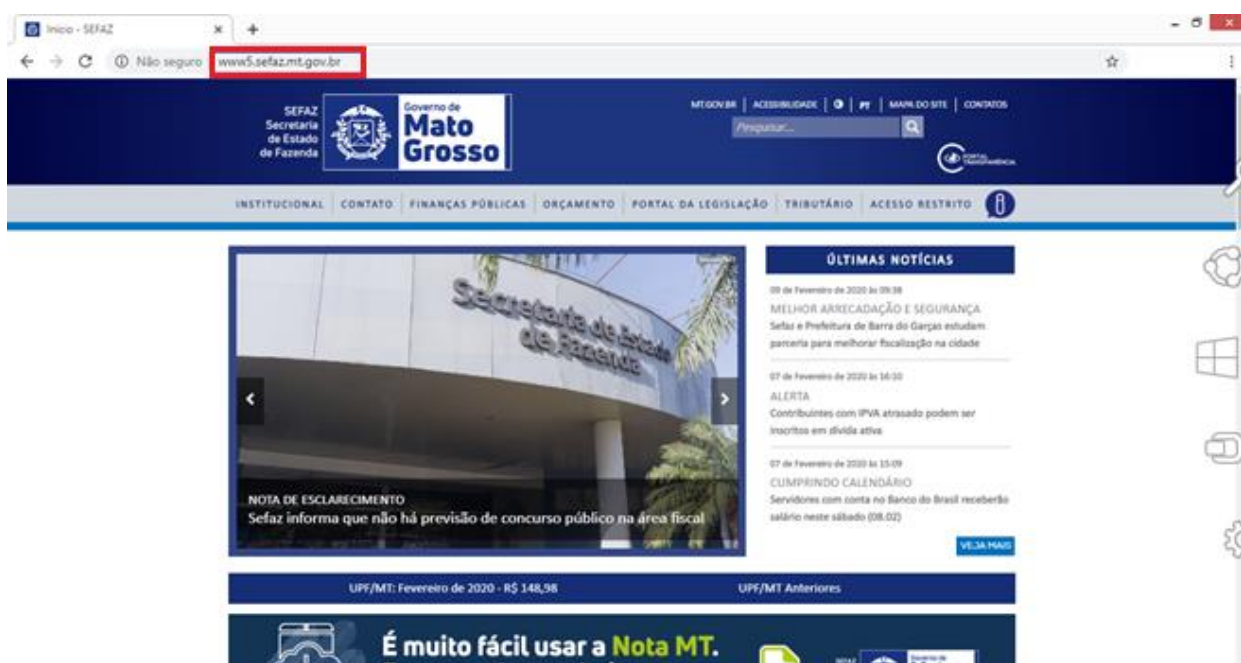 Inicio - SEFAZ
Não seguro
www5.sefaz.mt.gov.br
SEFAZ
Secretaria
de Estado
de Fazenda
Governo de
Mato
Grosso
MT.GOV.BR | ACESSIBILIDADE | PT | MAPA DO SITE | CONTATOS
Pesquisar...
PORTAL
TRANSPARÊNCIA
INSTITUCIONAL CONTATO FINANÇAS PÚBLICAS ORÇAMENTO PORTAL DA LEGISLAÇÃO TRIBUTÁRIO ACESSO RESTRITO
Secretaria de Estado
de Fazenda
NOTA DE ESCLARECIMENTO
Sefaz informa que não há previsão de concurso público na área fiscal
ÚLTIMAS NOTÍCIAS
09 de Fevereiro de 2020 às 09:38
MELHOR ARRECADAÇÃO E SEGURANÇA
Sefaz e Prefeitura de Barra do Garças estudam
parceria para melhorar fiscalização na cidade
07 de Fevereiro de 2020 às 16:10
ALERTA
Contribuintes com IPVA atrasado podem ser
inscritos em dívida ativa
07 de Fevereiro de 2020 às 15:09
CUMPRINDO CALENDÁRIO
Servidores com conta no Banco do Brasil receberão
salário neste sábado (08.02)
VEJA MAIS
UPF/MT: Fevereiro de 2020 - R$ 148,98
UPF/MT Anteriores
É muito fácil usar a Nota MT.